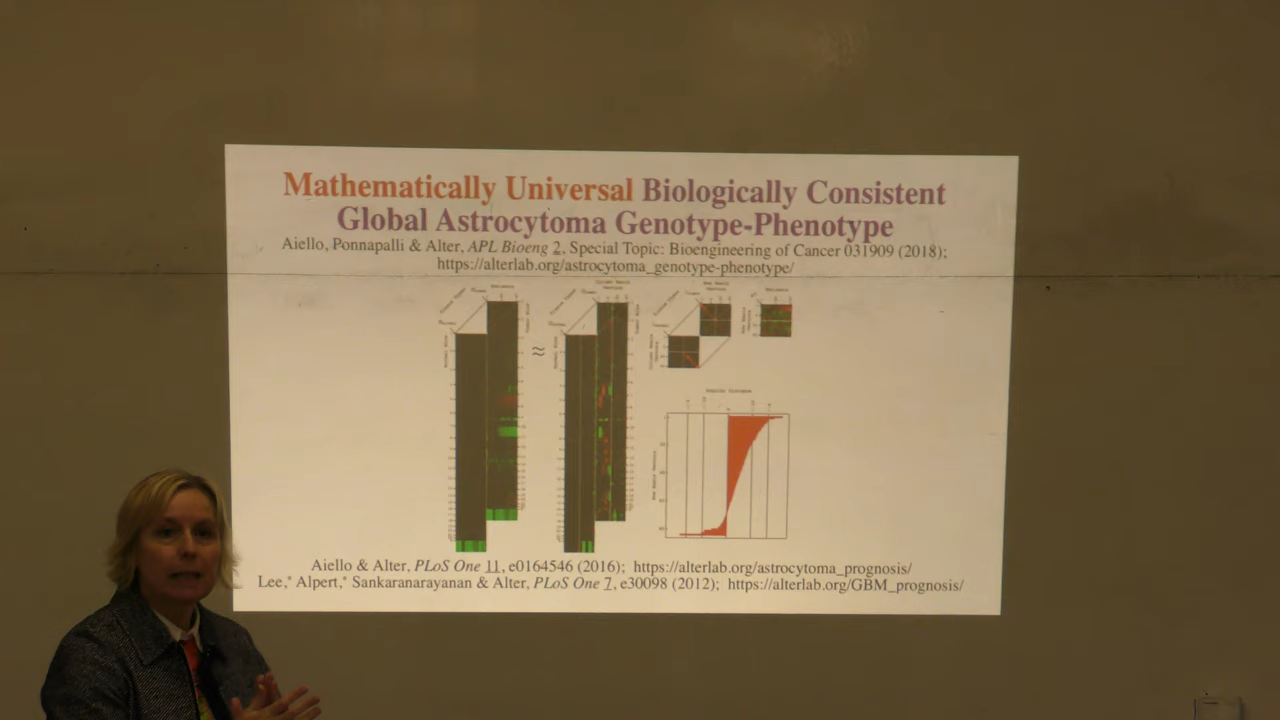 Mathematically Universal Biologically Consistent
Global Astrocytoma Genotype-Phenotype
Aiello, Ponnapalli & Alter, APL Bioeng 2, Special Topic: Bioengineering of Cancer 031909 (2018);
https://alterlab.org/astrocytoma_genotype-phenotype/
≈
Aiello & Alter, PLoS One 11, e0164546 (2016); https://alterlab.org/astrocytoma_prognosis/
Lee,* Alpert,* Sankaranarayanan & Alter, PLoS One 7, e30098 (2012); https://alterlab.org/GBM_prognosis/